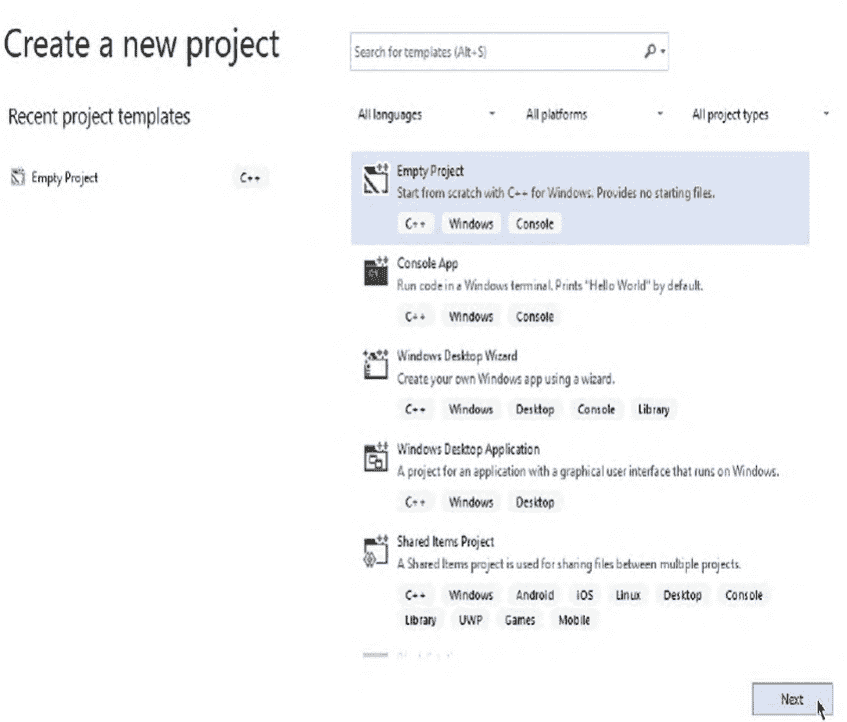 Create a new project
Search for templates (Alt+S)
Recent project templates
All languages All platforms All project types
Empty Project C++
Empty Project
Start from scratch with C++ for Windows. Provides no starting files.
C++ Windows Console
Console App
Run code in a Windows terminal. Prints "Hello World" by default.
C++ Windows Console
Windows Desktop Wizard
Create your own Windows app using a wizard.
C++ Windows Desktop Console Library
Windows Desktop Application
A project for an application with a graphical user interface that runs on Windows.
C++ Windows Desktop
Shared Items Project
A Shared Items project is used for sharing files between multiple projects.
C++ Windows Android iOS Linux Desktop Console
Library UWP Games Mobile
Next